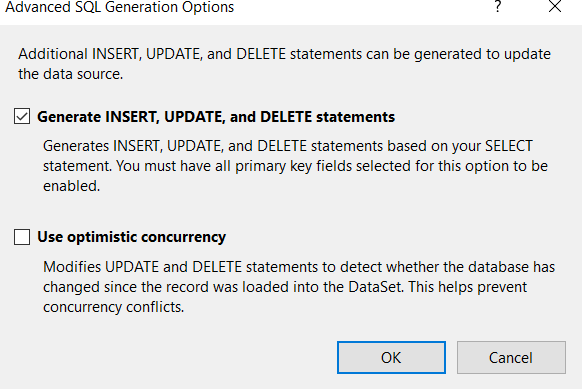 Advanced SQL Generation Options
?
Additional INSERT, UPDATE, and DELETE statements can be generated to update
the data source.
Generate INSERT, UPDATE, and DELETE statements
Generates INSERT, UPDATE, and DELETE statements based on your SELECT
statement. You must have all primary key fields selected for this option to be
enabled.
Use optimistic concurrency
Modifies UPDATE and DELETE statements to detect whether the database has
changed since the record was loaded into the DataSet. This helps prevent
concurrency conflicts.
OK
Cancel